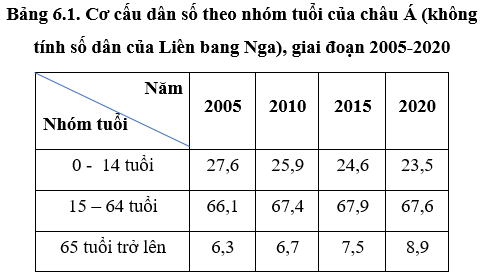 Bảng 6.1. Cơ cấu dân số theo nhóm tuổi của châu Á (không
tính số dân của Liên bang Nga), giai đoạn 2005-2020
Năm
Nhóm tuổi
2005 2010 2015 2020
0 - 14 tuổi 27,6 25,9 24,6 23,5
15 – 64 tuổi 66,1 67,4 67,9 67,6
65 tuổi trở lên 6,3 6,7 7,5 8,9